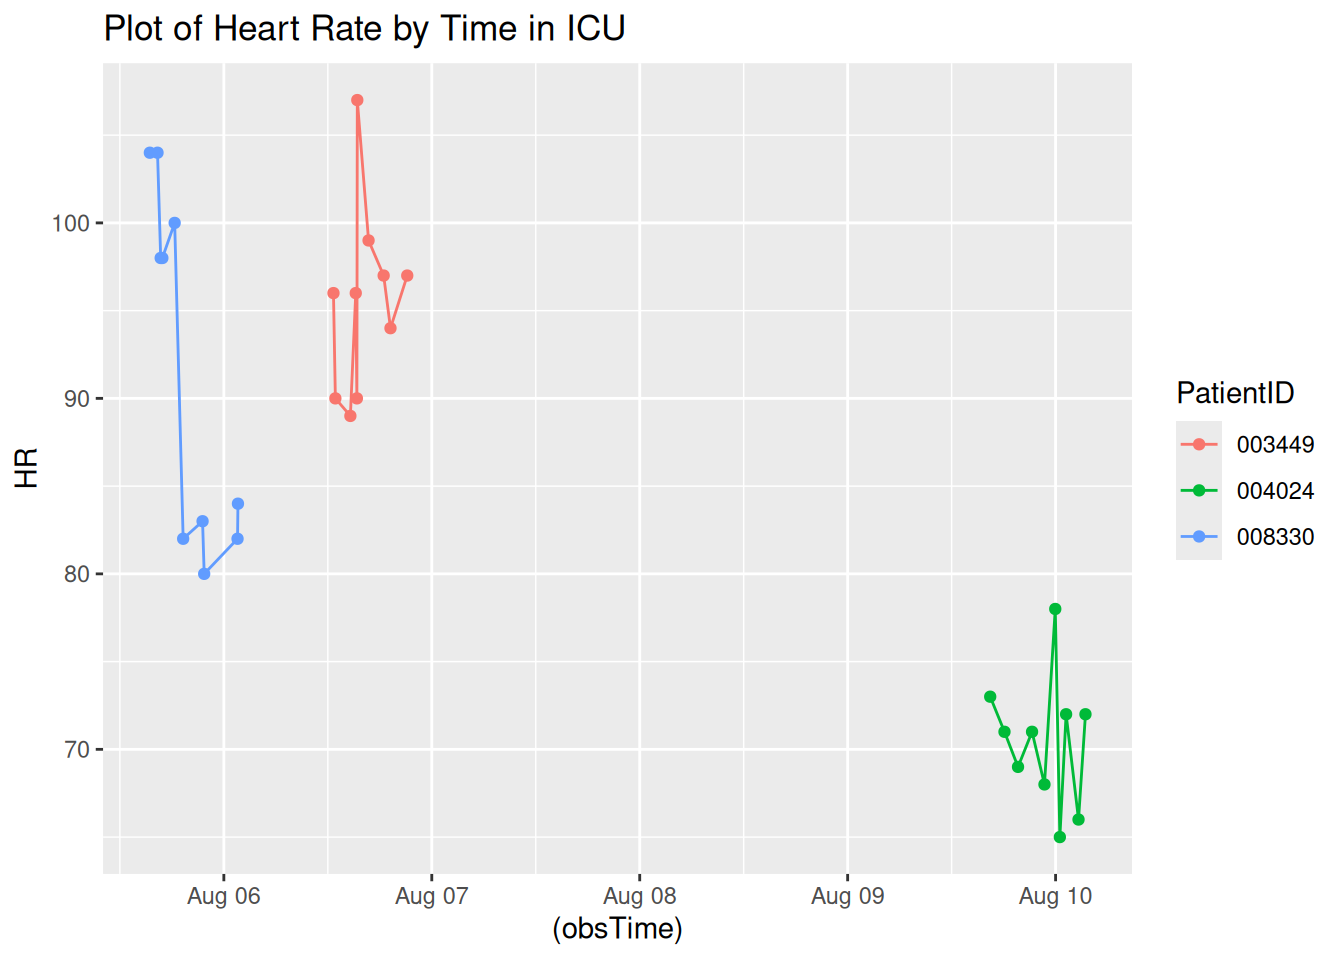 Plot of Heart Rate by Time in ICU
100
90
80
70
HR
Aug 06 Aug 07 Aug 08 Aug 09 Aug 10
(obsTime)
PatientID
003449
004024
008330